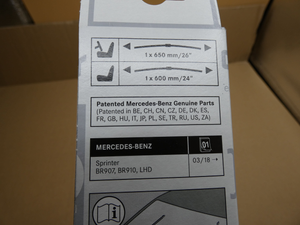 1 x 650 mm/26"
1 x 600 mm/24"
Patented Mercedes-Benz Genuine Parts
(Patented in BE, CH, CN, CZ, DE, DK, ES,
FR, GB, HU, IT, JP, PL, SE, TR, RU, US, ZA)
MERCEDES-BENZ
01
Sprinter
03/18 →
BR907, BR910, LHD